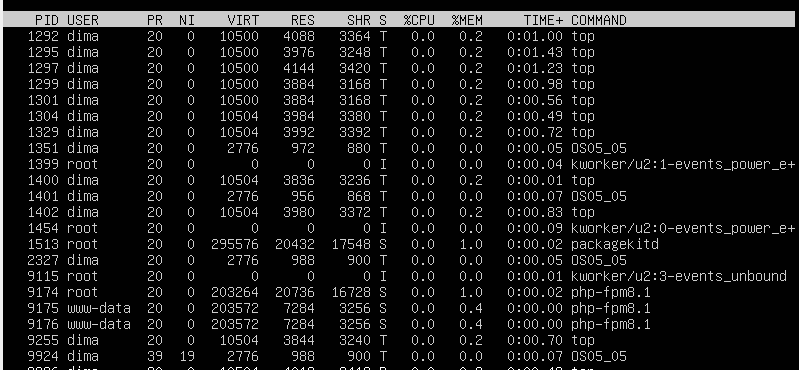 PID USER PR NI VIRT RES SHR S %CPU %MEM TIME+ COMMAND
1292 dima 20 0 10500 4088 3364 T 0.0 0.2 0:01.00 top
1295 dima 20 0 10500 3976 3248 T 0.0 0.2 0:01.43 top
1297 dima 20 0 10500 4144 3420 T 0.0 0.2 0:01.23 top
1299 dima 20 0 10500 3884 3168 T 0.0 0.2 0:00.98 top
1301 dima 20 0 10500 3884 3168 T 0.0 0.2 0:00.56 top
1304 dima 20 0 10504 3984 3380 T 0.0 0.2 0:00.49 top
1329 dima 20 0 10504 3992 3392 T 0.0 0.2 0:00.72 top
1351 dima 20 0 2776 972 880 T 0.0 0.0 0:00.05 OS05_05
1399 root 20 0 0 0 0 I 0.0 0.0 0:00.04 kworker/u2:1-events_power_e+
1400 dima 20 0 10504 3836 3236 T 0.0 0.2 0:00.01 top
1401 dima 20 0 2776 956 868 T 0.0 0.0 0:00.07 OS05_05
1402 dima 20 0 10504 3980 3372 T 0.0 0.2 0:00.83 top
1454 root 20 0 0 0 0 I 0.0 0.0 0:00.09 kworker/u2:0-events_power_e+
1513 root 20 0 295576 20432 17548 S 0.0 1.0 0:00.02 packagekitd
2327 dima 20 0 2776 988 900 T 0.0 0.0 0:00.05 OS05_05
9115 root 20 0 0 0 0 I 0.0 0.0 0:00.01 kworker/u2:3-events_unbound
9174 root 20 0 203264 20736 16728 S 0.0 1.0 0:00.02 php-fpm8.1
9175 www-data 20 0 203572 7284 3256 S 0.0 0.4 0:00.00 php-fpm8.1
9176 www-data 20 0 203572 7284 3256 S 0.0 0.4 0:00.00 php-fpm8.1
9255 dima 20 0 10504 3844 3240 T 0.0 0.2 0:00.70 top
9924 dima 39 19 2776 988 900 T 0.0 0.0 0:00.07 OS05_05